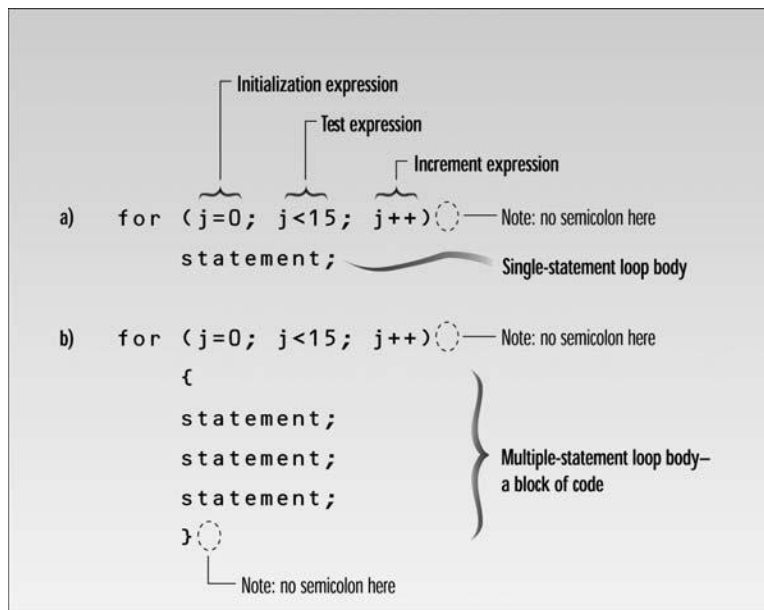 Initialization expression
Test expression
Increment expression
a) for (j=0; j<15; j++) Note: no semicolon here
statement; Single-statement loop body
b) for (j=0; j<15; j++) Note: no semicolon here
{
statement;
statement;
statement;
}
Multiple-statement loop body–
a block of code
Note: no semicolon here